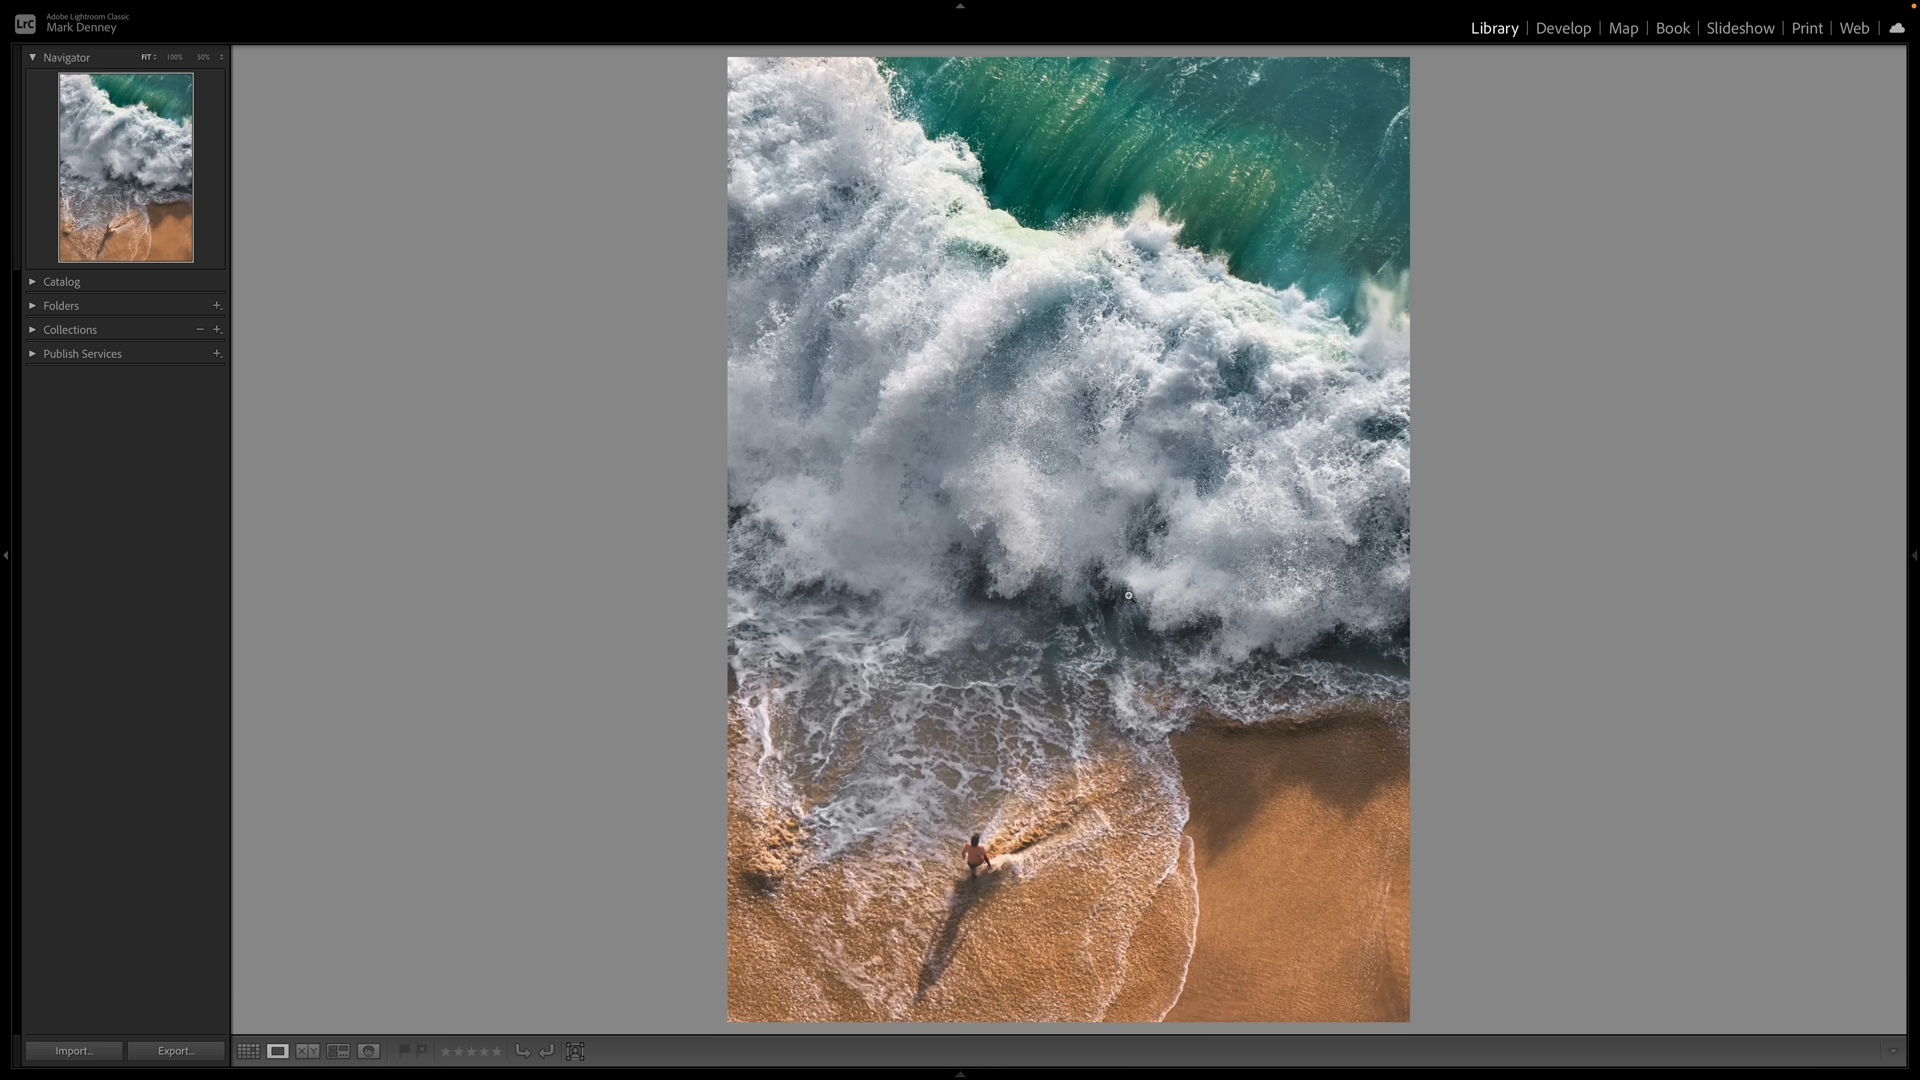 LrC
Adobe Lightroom Classic
Mark Denney
Library | Develop | Map | Book | Slideshow | Print | Web
Navigator FIT 100% 50%
Catalog
Folders
Collections
Publish Services
Import... Export...
XY